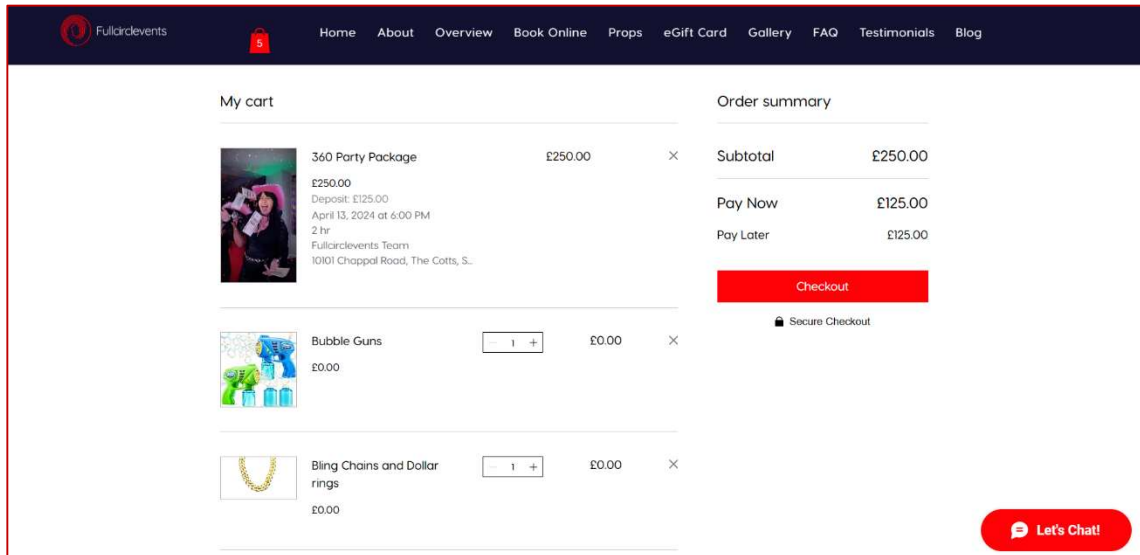 Fullcirclevents
5
Home About Overview Book Online Props eGift Card Gallery FAQ Testimonials Blog
My cart
360 Party Package £250.00
£250.00
Deposit: £125.00
April 13, 2024 at 6:00 PM
2 hr
Fullcirclevents Team
10101 Chappal Road, The Cotts, S...
Bubble Guns 1 £0.00
£0.00
Bling Chains and Dollar rings 1 £0.00
£0.00
Order summary
Subtotal £250.00
Pay Now £125.00
Pay Later £125.00
Checkout
Secure Checkout
Let's Chat!